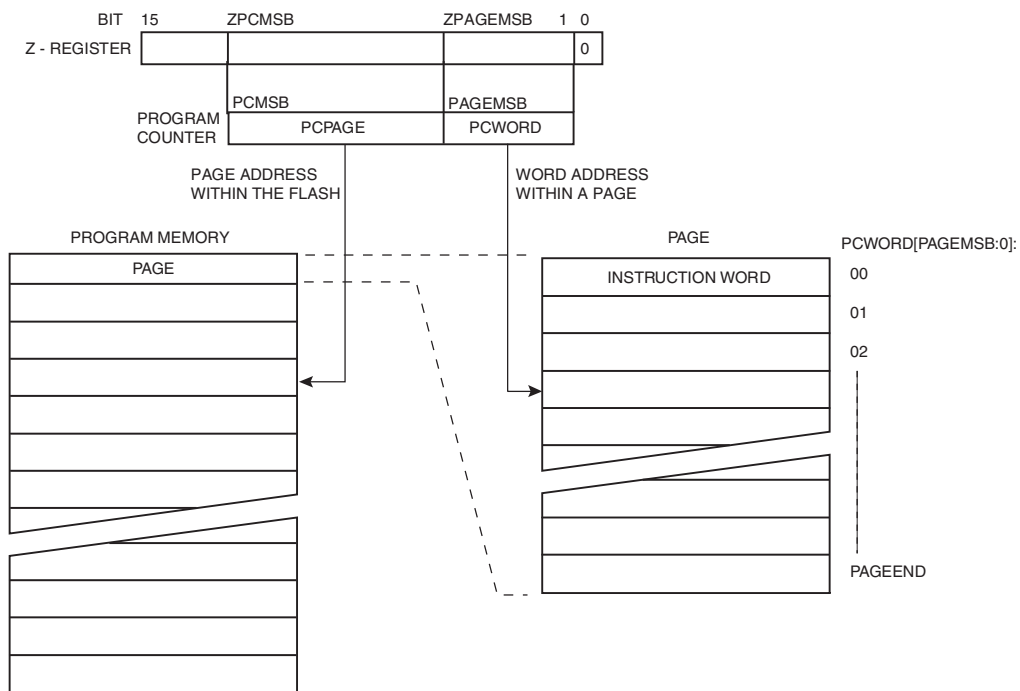 BIT 15 ZPCMSB ZPAGEMSB 1 0
Z - REGISTER 0
PCMSB PAGEMSB
PROGRAM
COUNTER
PCPAGE PCWORD
PAGE ADDRESS
WITHIN THE FLASH
WORD ADDRESS
WITHIN A PAGE
PROGRAM MEMORY
PAGE
PAGE
INSTRUCTION WORD
PCWORD[PAGEMSB:0]:
00
01
02
PAGEEND